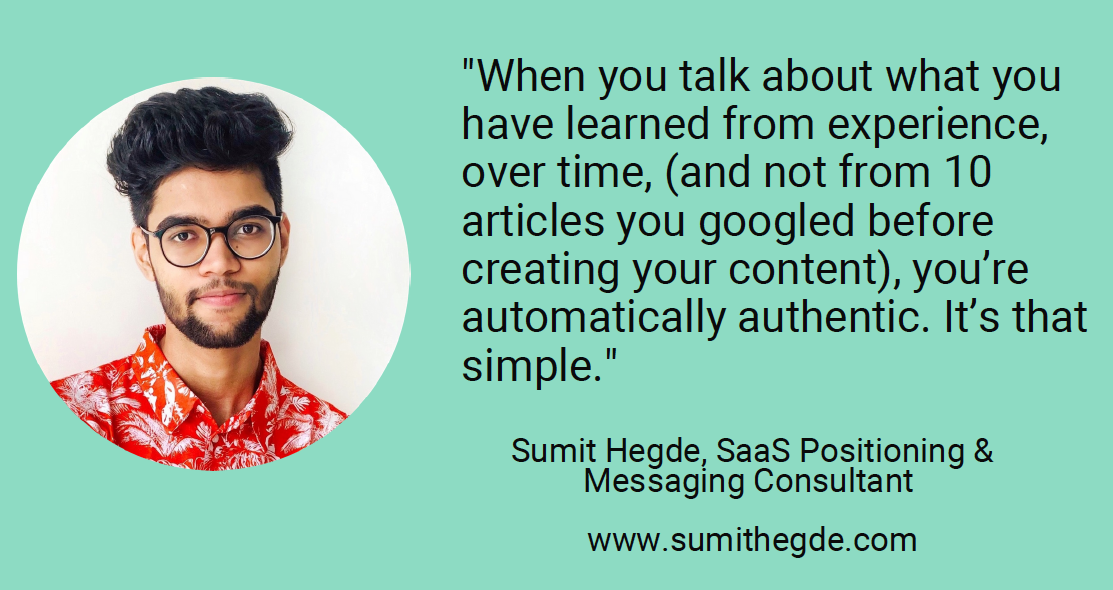 "When you talk about what you
have learned from experience,
over time, (and not from 10
articles you googled before
creating your content), you’re
automatically authentic. It’s that
simple."
Sumit Hegde, SaaS Positioning &
Messaging Consultant
www.sumithegde.com